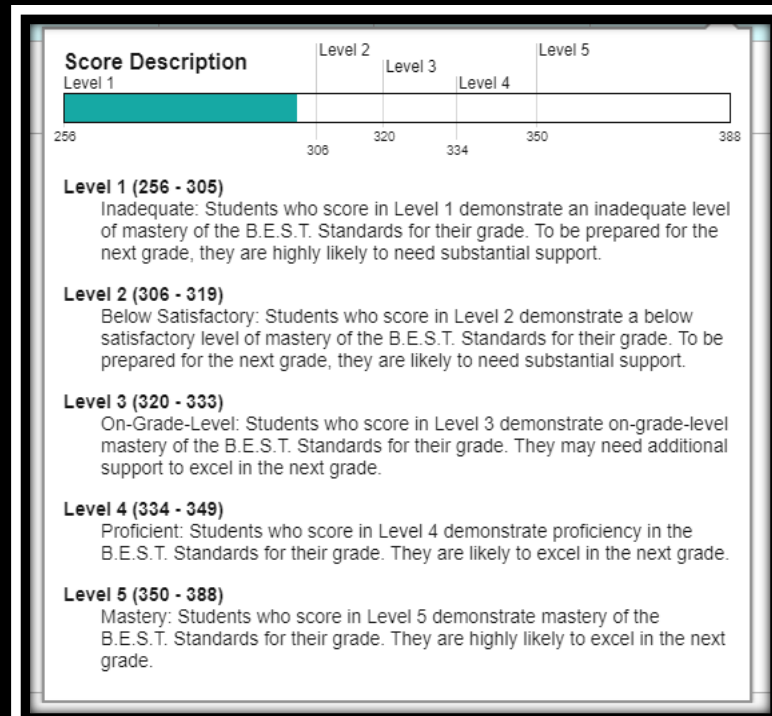 Score Description
Level 1
Level 2
Level 3
Level 4
Level 5
256
306
320
334
350
388
Level 1 (256 - 305)
Inadequate: Students who score in Level 1 demonstrate an inadequate level
of mastery of the B.E.S.T. Standards for their grade. To be prepared for the
next grade, they are highly likely to need substantial support.
Level 2 (306 - 319)
Below Satisfactory: Students who score in Level 2 demonstrate a below
satisfactory level of mastery of the B.E.S.T. Standards for their grade. To be
prepared for the next grade, they are likely to need substantial support.
Level 3 (320 - 333)
On-Grade-Level: Students who score in Level 3 demonstrate on-grade-level
mastery of the B.E.S.T. Standards for their grade. They may need additional
support to excel in the next grade.
Level 4 (334 - 349)
Proficient: Students who score in Level 4 demonstrate proficiency in the
B.E.S.T. Standards for their grade. They are likely to excel in the next grade.
Level 5 (350 - 388)
Mastery: Students who score in Level 5 demonstrate mastery of the
B.E.S.T. Standards for their grade. They are highly likely to excel in the next
grade.